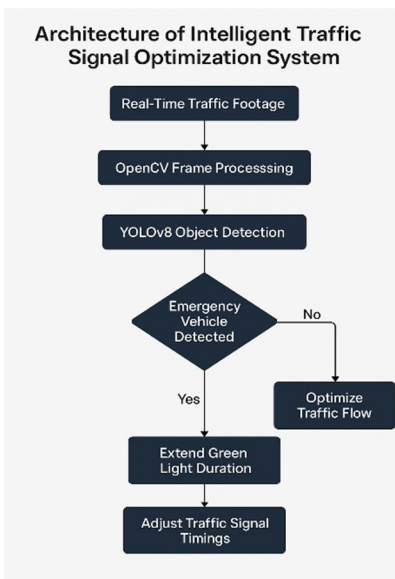 Architecture of Intelligent Traffic
Signal Optimization System
Real-Time Traffic Footage
OpenCV Frame Processsing
YOLOv8 Object Detection
Emergency
Vehicle
Detected
No
Optimize
Traffic Flow
Yes
Extend Green
Light Duration
Adjust Traffic Signal
Timings